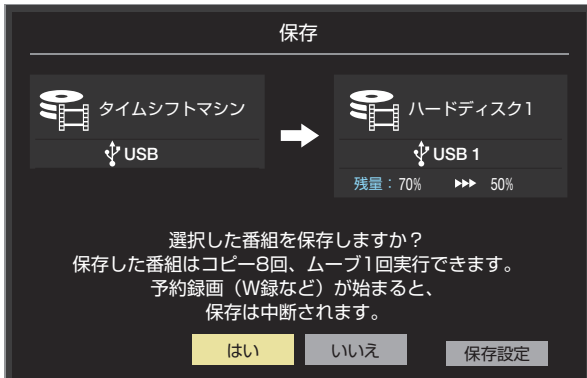 保存
タイムシフトマシン
USB
ハードディスク1
USB 1
残量：70% ▸▸▸ 50%
選択した番組を保存しますか？
保存した番組はコピー8回、ムーブ1回実行できます。
予約録画（W録など）が始まると、
保存は中断されます。
はい いいえ 保存設定